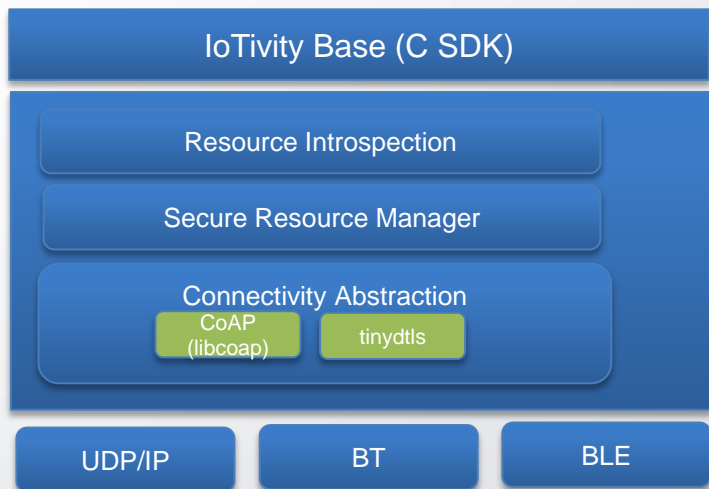 IoTivity Base (C SDK)
Resource Introspection
Secure Resource Manager
Connectivity Abstraction
CoAP
(libcoap)
tinydtls
UDP/IP
BT
BLE